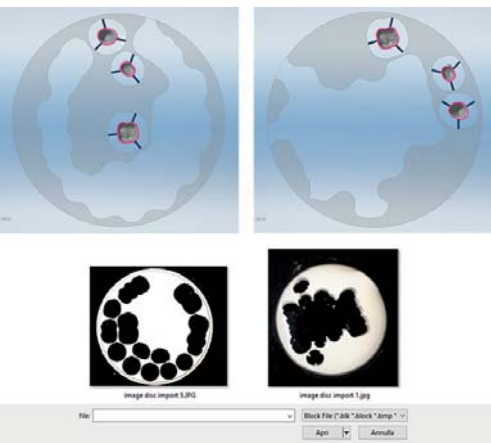 image disc import 5.JPG
image disc import 1.jpg
File:
Block File (*.blk *.block *.bmp *
Apri
Annulla